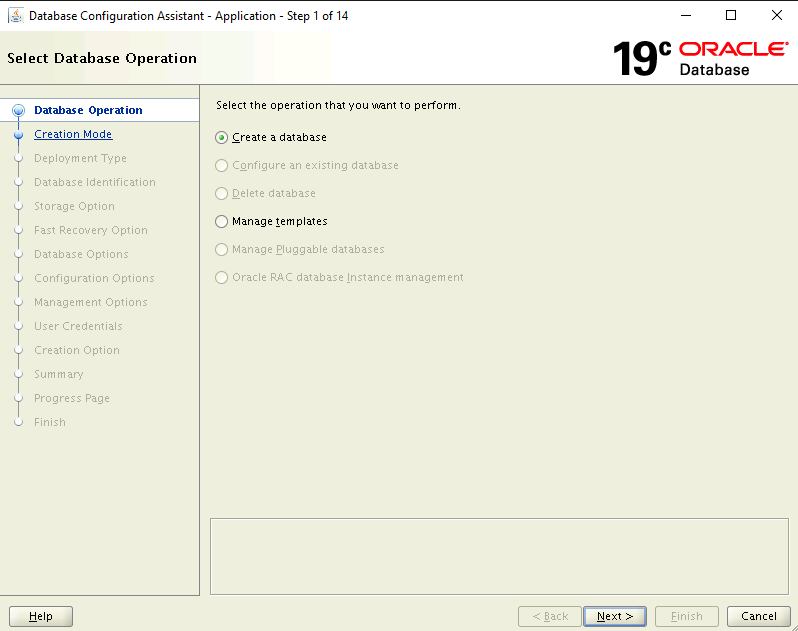 Database Configuration Assistant - Application - Step 1 of 14
Select Database Operation
19c ORACLE
Database
Database Operation
Creation Mode
Deployment Type
Database Identification
Storage Option
Fast Recovery Option
Database Options
Configuration Options
Management Options
User Credentials
Creation Option
Summary
Progress Page
Finish
Select the operation that you want to perform.
Create a database
Configure an existing database
Delete database
Manage templates
Manage Pluggable databases
Oracle RAC database Instance management
Help
< Back
Next >
Finish
Cancel